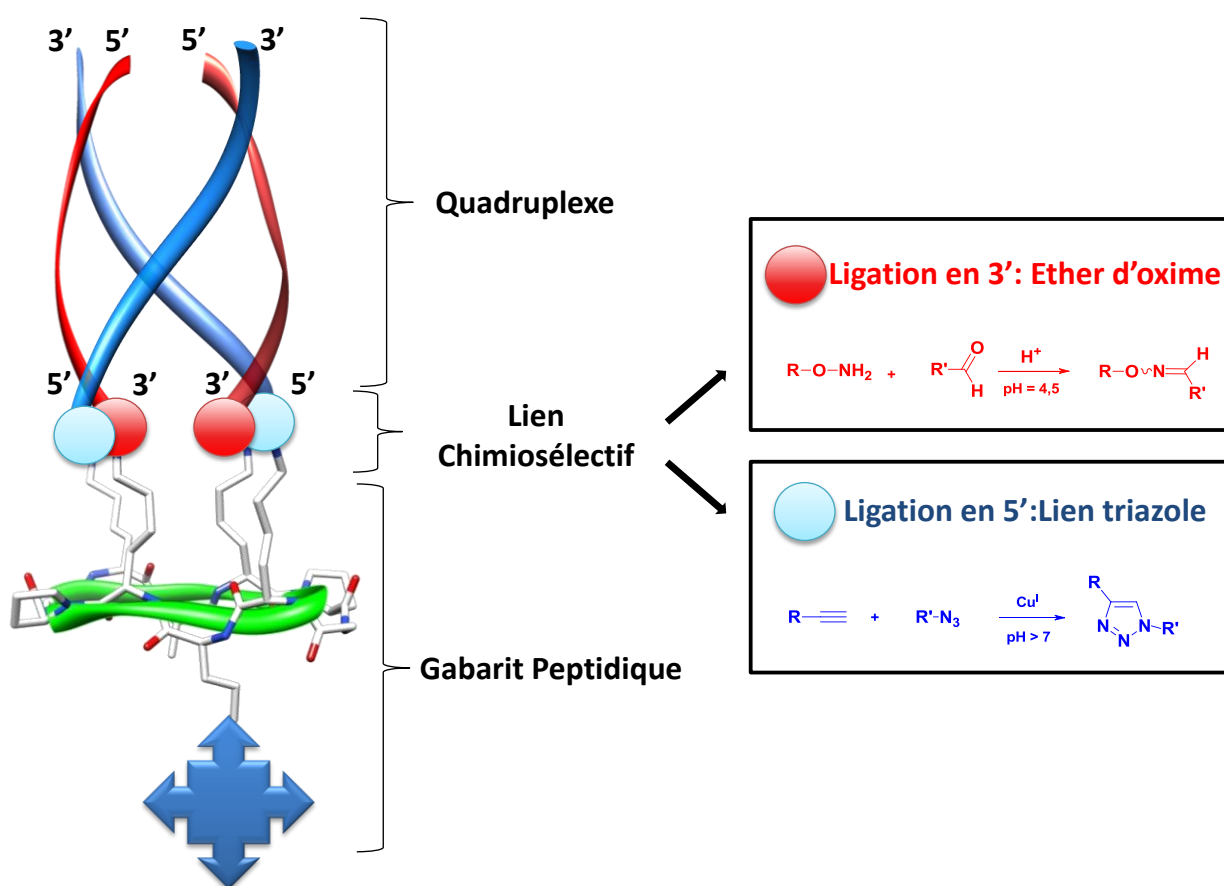 3’ 5’ 5’ 3’
Quadruplexe
5’ 3’ 3’ 5’
Lien
Chimiosélectif
Gabarit Peptidique
Ligation en 3’: Ether d’oxime
R-O-NH₂ + R' O H H⁺ pH = 4,5 R-O N H R'
Ligation en 5’:Lien triazole
R + R'-N₃ Cuᴵ pH > 7 R N N N R'